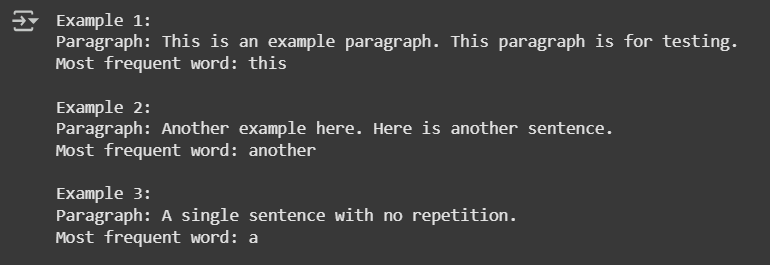 Example 1:
Paragraph: This is an example paragraph. This paragraph is for testing.
Most frequent word: this

Example 2:
Paragraph: Another example here. Here is another sentence.
Most frequent word: another

Example 3:
Paragraph: A single sentence with no repetition.
Most frequent word: a